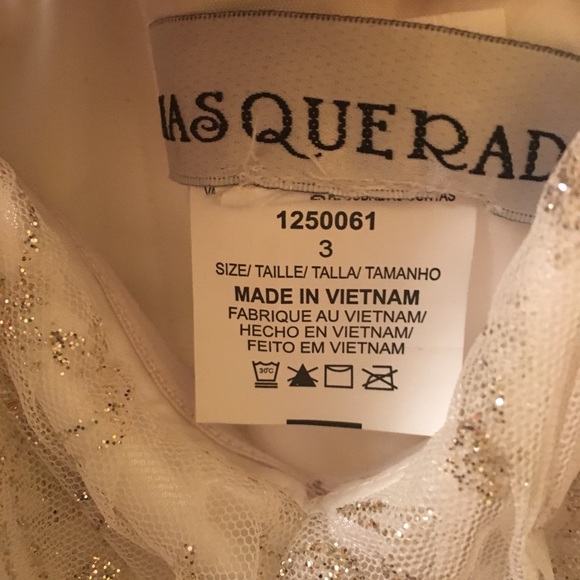 MASQUERAD
1250061
3
SIZE/ TAILLE/ TALLA/ TAMANHO
MADE IN VIETNAM
FABRIQUE AU VIETNAM/
HECHO EN VIETNAM/
FEITO EM VIETNAM
30°C